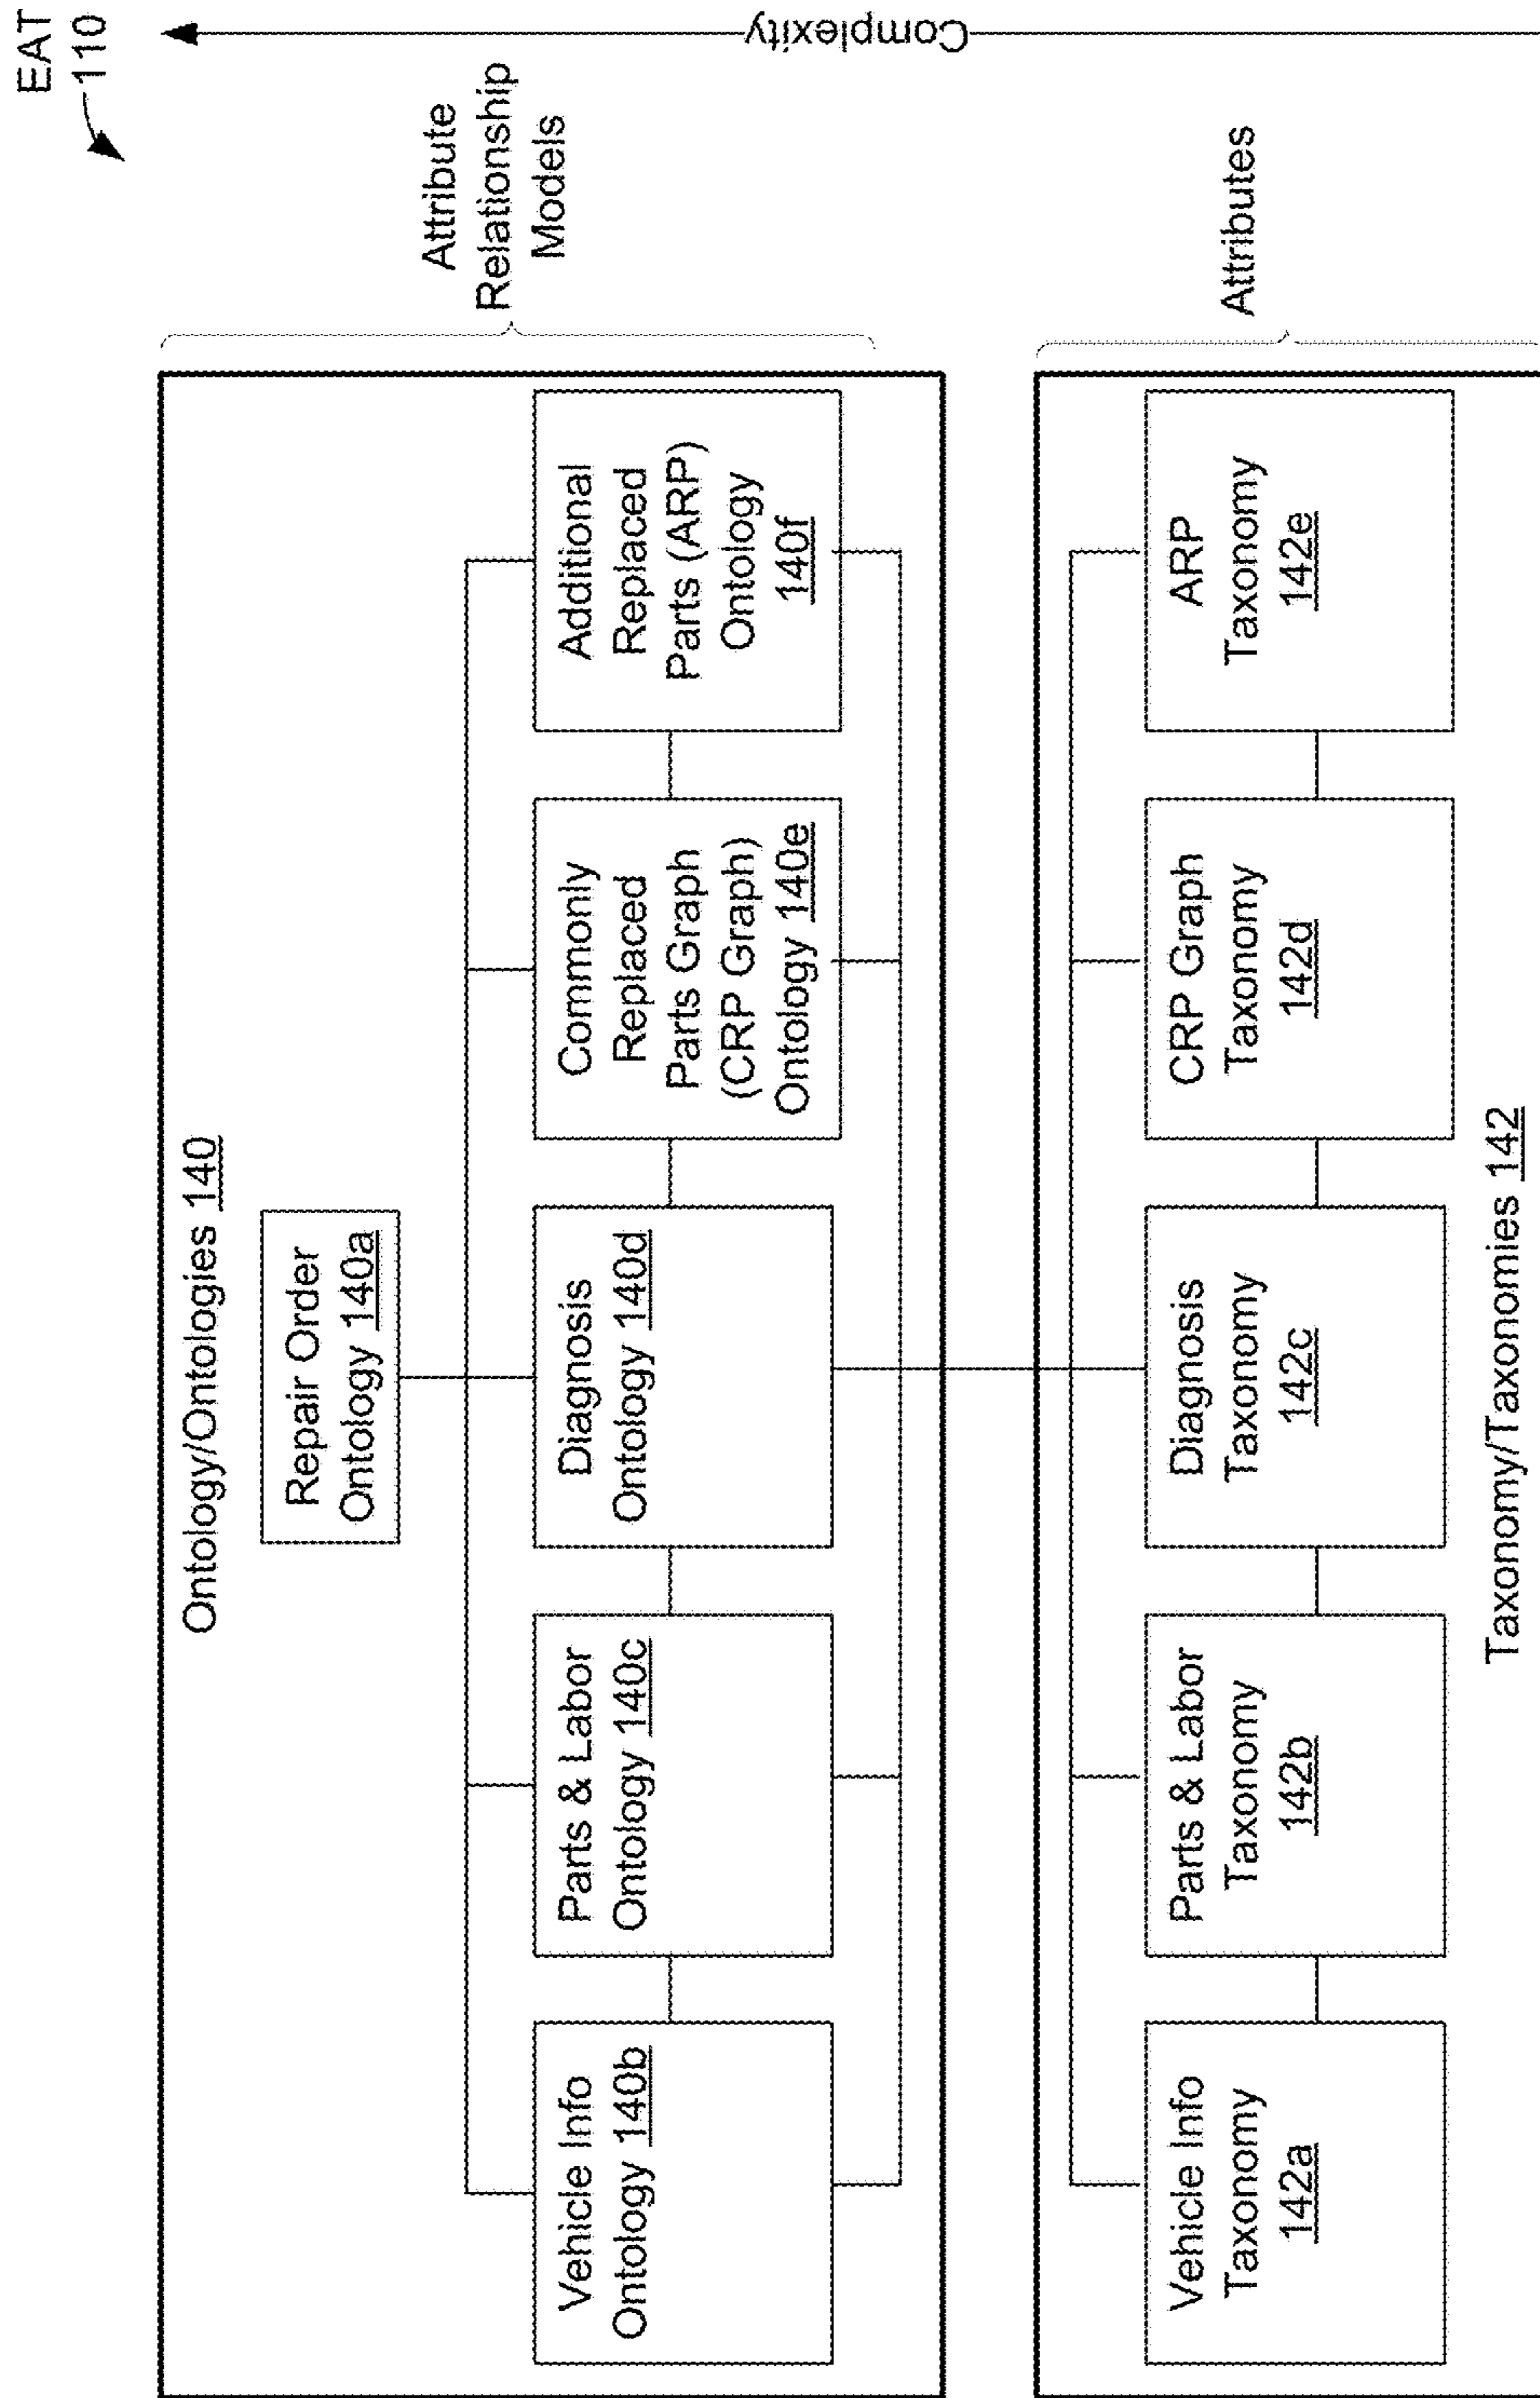 EAT
110
Complexity
Attribute
Relationship
Models
Attributes
Ontology/Ontologies 140
Repair Order
Ontology 140a
Vehicle Info
Ontology 140b
Parts & Labor
Ontology 140c
Diagnosis
Ontology 140d
Commonly
Replaced
Parts Graph
(CRP Graph)
Ontology 140e
Additional
Replaced
Parts (ARP)
Ontology
140f
Vehicle Info
Taxonomy
142a
Parts & Labor
Taxonomy
142b
Diagnosis
Taxonomy
142c
CRP Graph
Taxonomy
142d
ARP
Taxonomy
142e
Taxonomy/Taxonomies 142